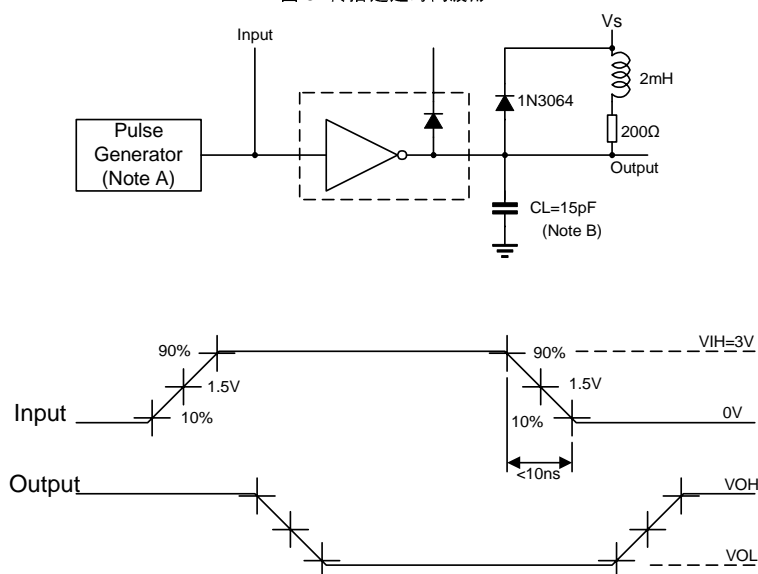 Input
Vs
2mH
1N3064
200Ω
Pulse
Generator
(Note A)
Output
CL=15pF
(Note B)
90%
90%
VIH=3V
1.5V
1.5V
Input
10%
10%
0V
<10ns
Output
VOH
VOL